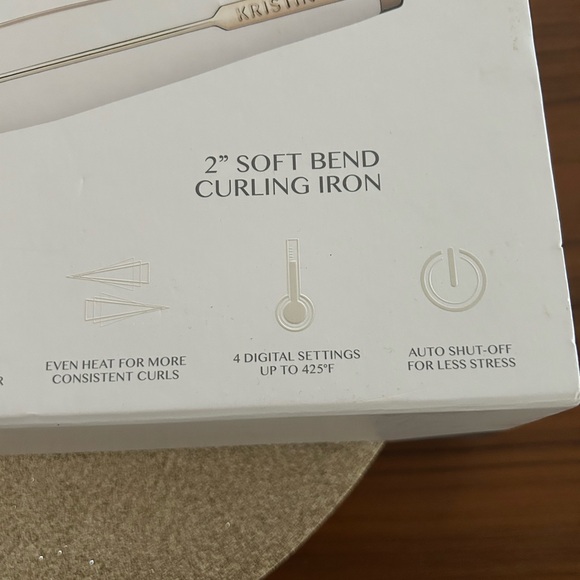 KRISTIN
2” SOFT BEND
CURLING IRON
EVEN HEAT FOR MORE
CONSISTENT CURLS
4 DIGITAL SETTINGS
UP TO 425°F
AUTO SHUT-OFF
FOR LESS STRESS